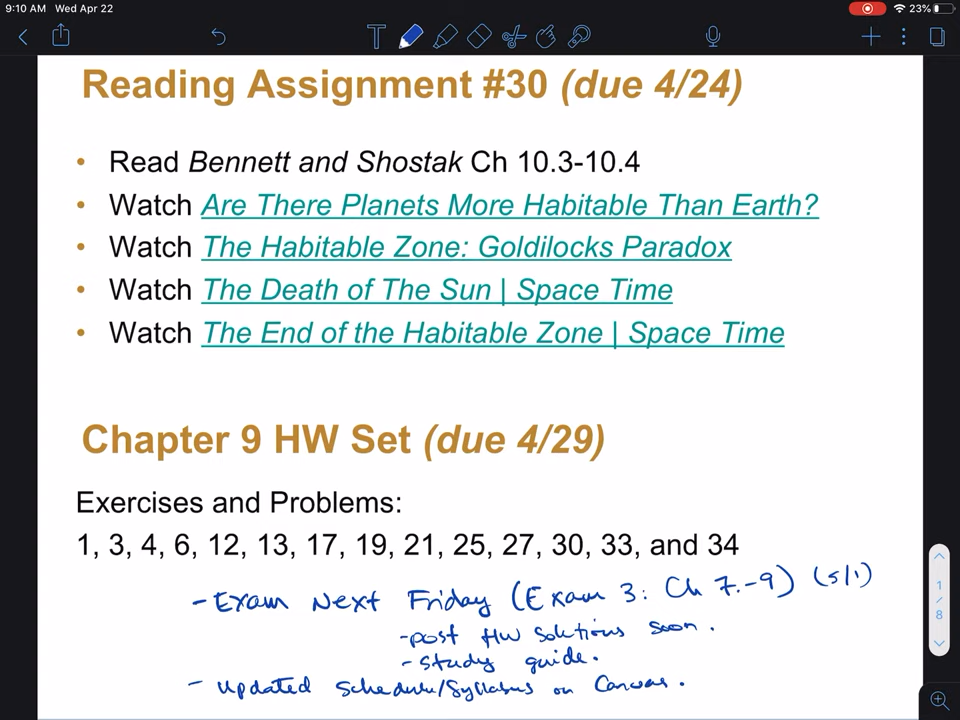 9:10 AM Wed Apr 22 23%
Reading Assignment #30 (due 4/24)
• Read Bennett and Shostak Ch 10.3-10.4
• Watch Are There Planets More Habitable Than Earth?
• Watch The Habitable Zone: Goldilocks Paradox
• Watch The Death of The Sun | Space Time
• Watch The End of the Habitable Zone | Space Time
Chapter 9 HW Set (due 4/29)
Exercises and Problems:
1, 3, 4, 6, 12, 13, 17, 19, 21, 25, 27, 30, 33, and 34
- Exam Next Friday (Exam 3: Ch 7.-9) (5/1)
- post HW solutions soon.
- study guide.
- Updated Schedule/Syllabus on Canvas.
1/8